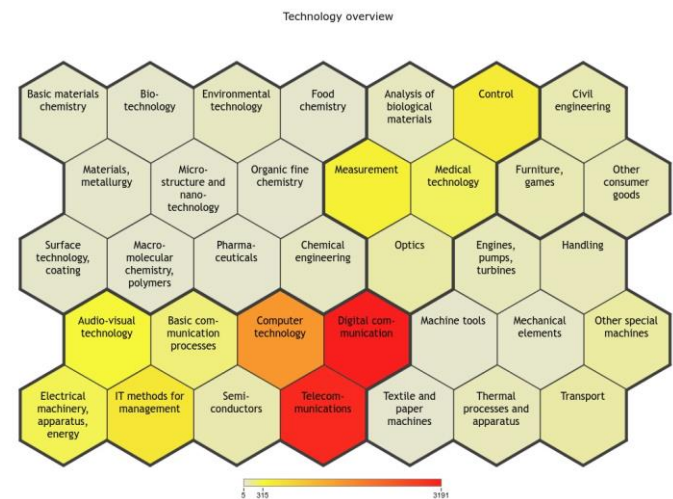 Technology overview
Basic materials
chemistry
Bio-
technology
Environmental
technology
Food
chemistry
Analysis of
biological
materials
Control
Civil
engineering
Materials,
metallurgy
Micro-
structure and
nano-
technology
Organic fine
chemistry
Measurement
Medical
technology
Furniture,
games
Other
consumer
goods
Surface
technology,
coating
Macro-
molecular
chemistry,
polymers
Pharma-
ceuticals
Chemical
engineering
Optics
Engines,
pumps,
turbines
Handling
Audio-visual
technology
Basic com-
munication
processes
Computer
technology
Digital com-
munication
Machine tools
Mechanical
elements
Other special
machines
Electrical
machinery,
apparatus,
energy
IT methods for
management
Semi-
conductors
Telecom-
munications
Textile and
paper
machines
Thermal
processes and
apparatus
Transport
5 315 3191